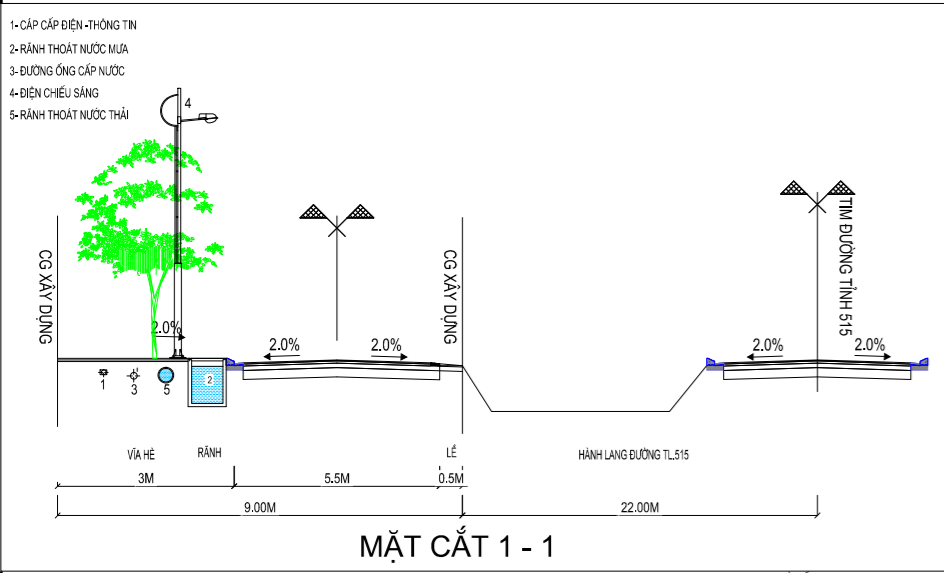 1- CÁP CẤP ĐIỆN -THÔNG TIN
2- RÃNH THOÁT NƯỚC MƯA
3- ĐƯỜNG ỐNG CẤP NƯỚC
4- ĐIỆN CHIẾU SÁNG
5- RÃNH THOÁT NƯỚC THẢI
4
CG XÂY DỰNG
CG XÂY DỰNG
TIM ĐƯỜNG TỈNH 515
2.0%
2.0%
2.0%
2.0%
2.0%
1
3
5
2
VĨA HÈ
RÃNH
LỀ
HÀNH LANG ĐƯỜNG TL.515
3M
5.5M
0.5M
9.00M
22.00M
MẶT CẮT 1 - 1